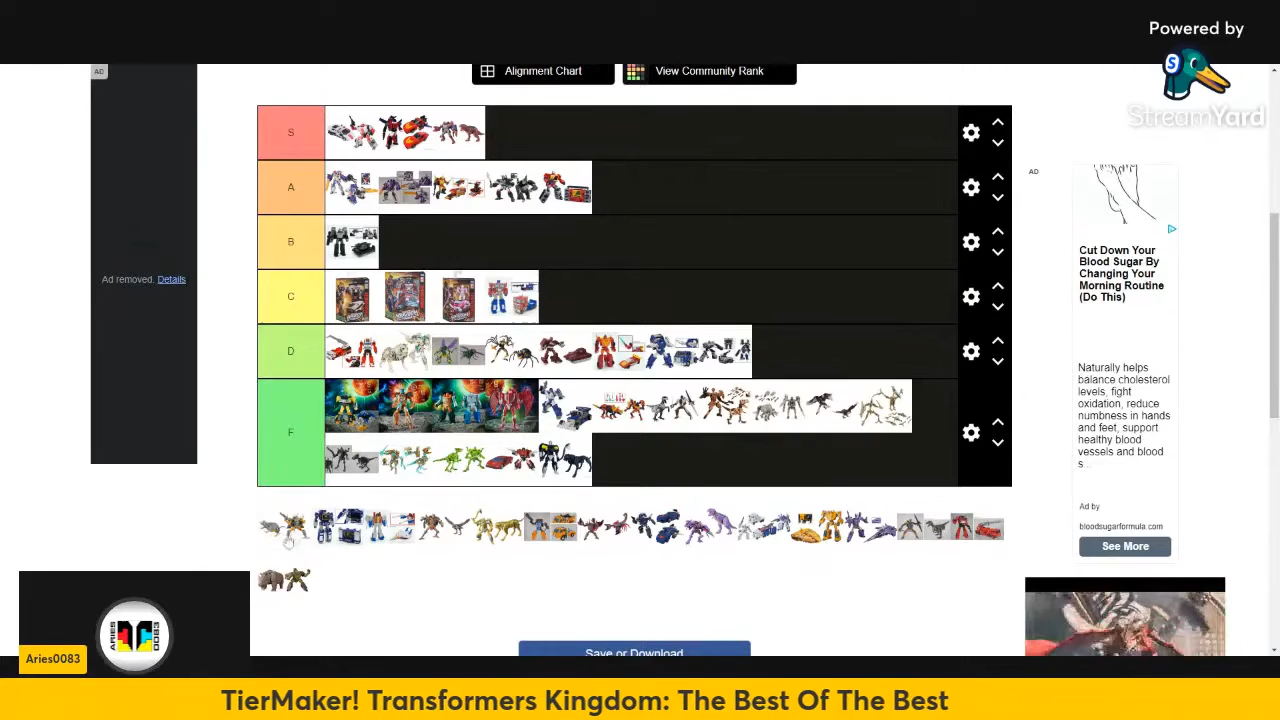 Powered by
StreamYard
AD
Alignment Chart
View Community Rank
S
A
B
C
D
F
Ad removed. Details
AD
Cut Down Your
Blood Sugar By
Changing Your
Morning Routine
(Do This)
Naturally helps
balance cholesterol
levels, fight
oxidation, reduce
numbness in hands
and feet, support
healthy blood
vessels and blood
s...
Ad by
bloodsugarformula.com
See More
Save or Download
ARIES
0083
Aries0083
TierMaker! Transformers Kingdom: The Best Of The Best